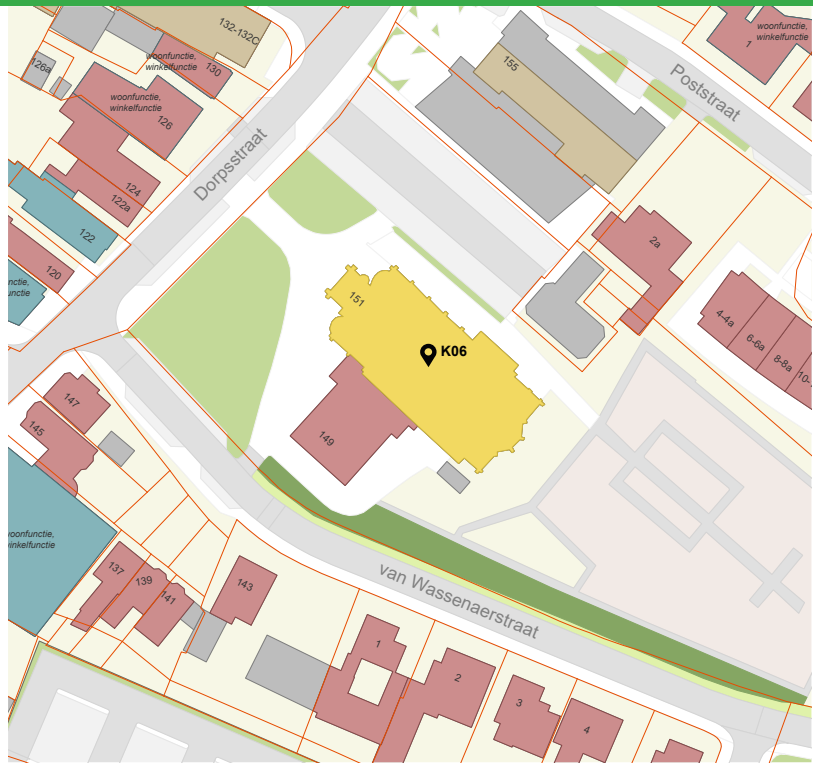 132-132C
woonfunctie,
winkelfunctie
130
126a
woonfunctie,
winkelfunctie
126
155
1
woonfunctie,
winkelfunctie
Poststraat
Dorpsstraat
124
122a
122
120
2a
151
K06
149
4-4a
6-6a
8-8a
147
145
woonfunctie,
winkelfunctie
137
139
141
143
van Wassenaerstraat
1
2
3
4